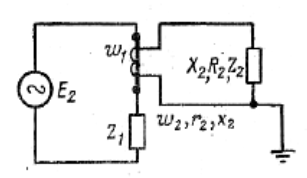 w₁
E₂
X₂,R₂,Z₂
Z₁
w₂,r₂,x₂